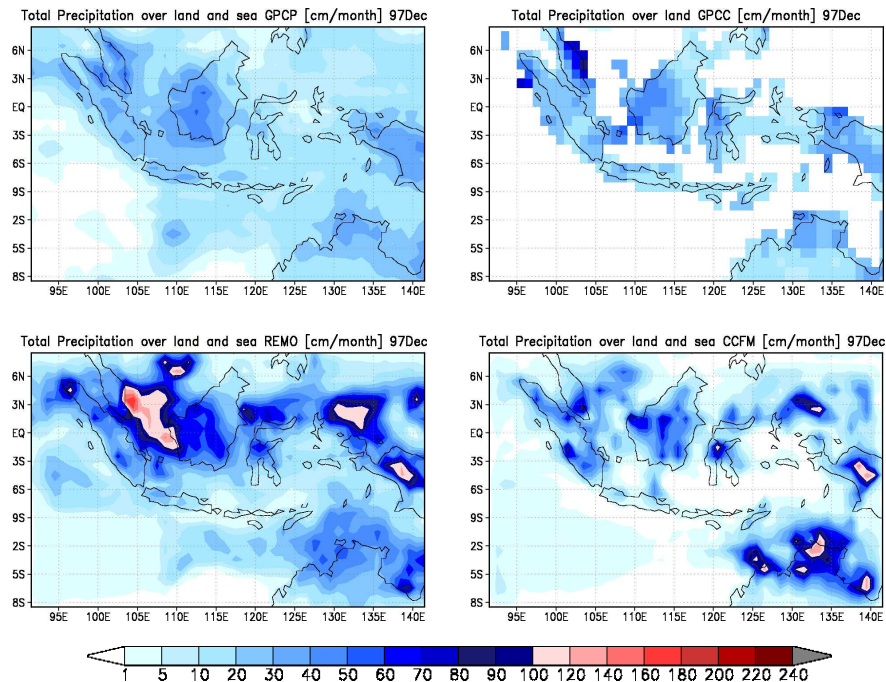 Total Precipitation over land and sea GPCP [cm/month] 97Dec
6N
3N
EQ
3S
6S
9S
2S
5S
8S
95E 100E 105E 110E 115E 120E 125E 130E 135E 140E
Total Precipitation over land GPCC [cm/month] 97Dec
6N
3N
EQ
3S
6S
9S
2S
5S
8S
95E 100E 105E 110E 115E 120E 125E 130E 135E 140E
Total Precipitation over land and sea REMO [cm/month] 97Dec
6N
3N
EQ
3S
6S
9S
2S
5S
8S
95E 100E 105E 110E 115E 120E 125E 130E 135E 140E
Total Precipitation over land and sea CCFM [cm/month] 97Dec
6N
3N
EQ
3S
6S
9S
2S
5S
8S
95E 100E 105E 110E 115E 120E 125E 130E 135E 140E
1 5 10 20 30 40 50 60 70 80 90 100 120 140 160 180 200 220 240